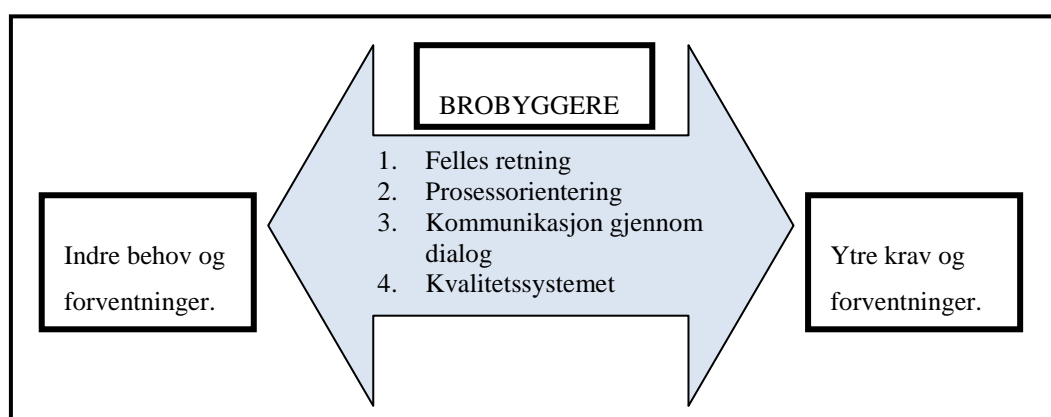 BROBYGGERE
1. Felles retning
2. Prosessorientering
3. Kommunikasjon gjennom
dialog
4. Kvalitetssystemet
Indre behov og
forventninger.
Ytre krav og
forventninger.